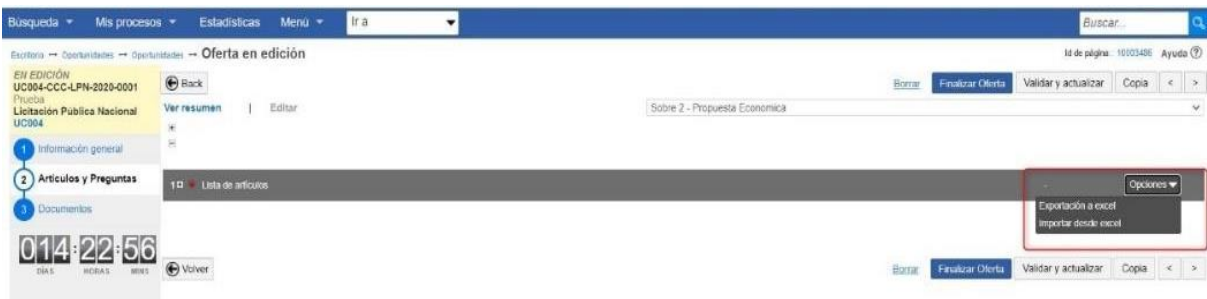 Búsqueda Mis procesos Estadísticas Menú Ir a Buscar...
Escritorio → Oportunidades → Oportunidades → Oferta en edición Id de página: 10003486 Ayuda ?
EN EDICIÓN
UC004-CCC-LPN-2020-0001
Prueba
Licitación Pública Nacional
UC004
1 Información general
2 Artículos y Preguntas
3 Documentos
014:22:56
DÍAS HORAS MINS
Back Borrar Finalizar Oferta Validar y actualizar Copia < >
Ver resumen | Editar Sobre 2 - Propuesta Economica
1 Lista de artículos - Opciones
Exportación a excel
Importar desde excel
Volver Borrar Finalizar Oferta Validar y actualizar Copia < >